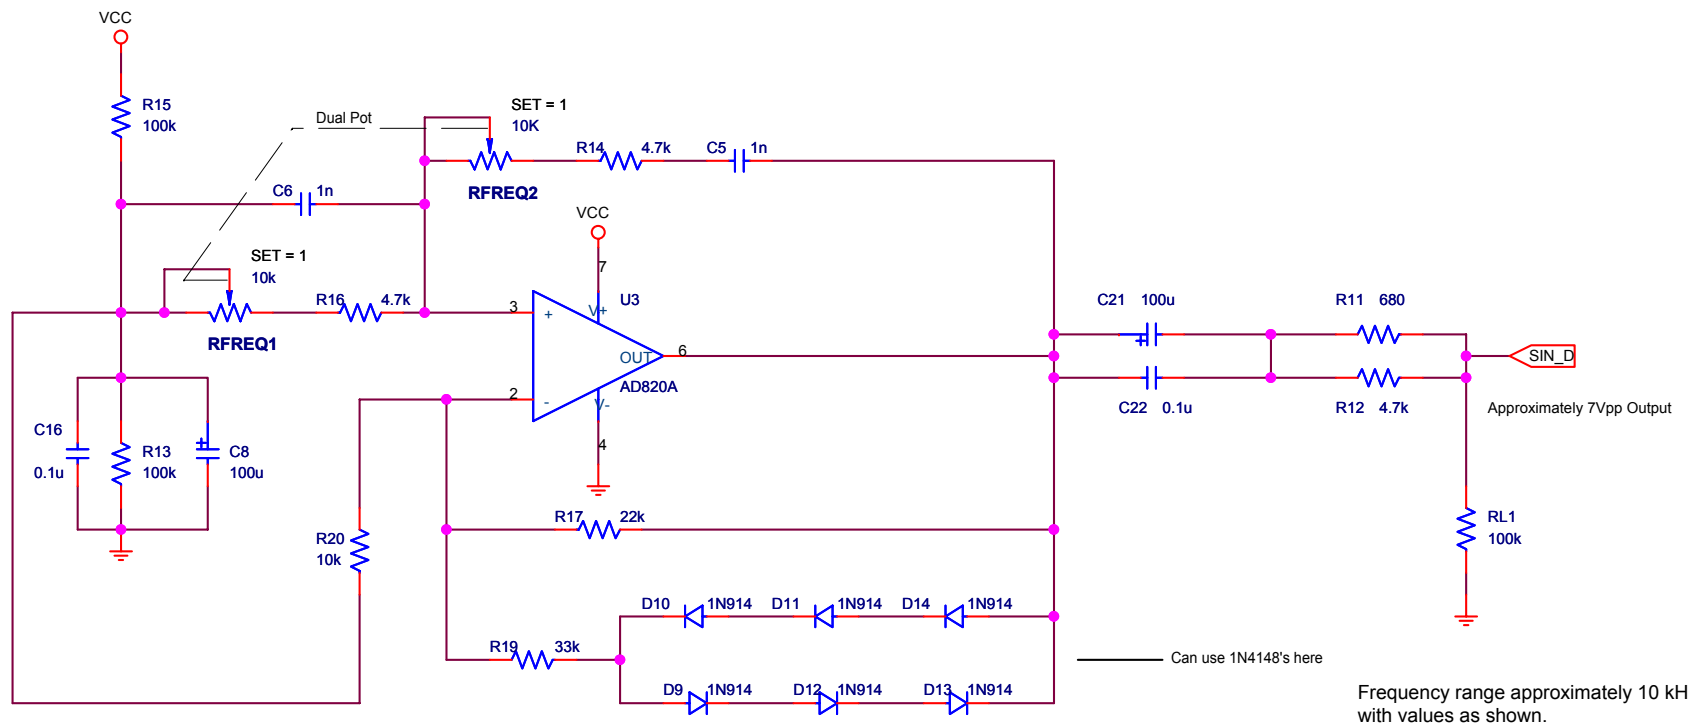 VCC
R15
100k
Dual Pot
SET = 1
10K
R14 4.7k
C5 1n
RFREQ2
C6 1n
VCC
SET = 1
10k
R16 4.7k
RFREQ1
7
3
+
V+
U3
OUT
6
AD820A
2
-
V-
4
C21 100u
R11 680
SIN_D
C22 0.1u
R12 4.7k
Approximately 7Vpp Output
C16
0.1u
R13
100k
C8
100u
R17 22k
R20
10k
RL1
100k
D10 1N914
D11 1N914
D14 1N914
R19 33k
Can use 1N4148's here
D9 1N914
D12 1N914
D13 1N914
Frequency range approximately 10 kH
with values as shown.